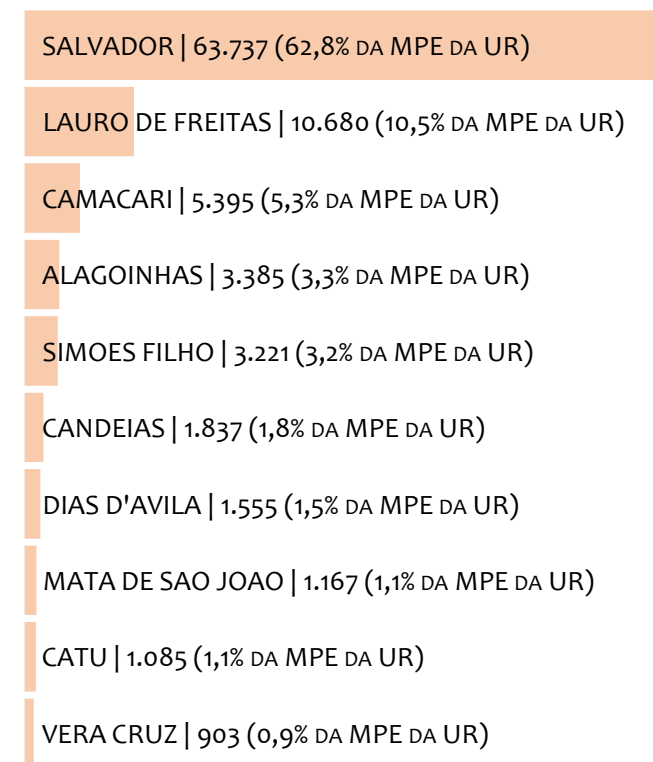 SALVADOR | 63.737 (62,8% DA MPE DA UR)
LAURO DE FREITAS | 10.680 (10,5% DA MPE DA UR)
CAMACARI | 5.395 (5,3% DA MPE DA UR)
ALAGOINHAS | 3.385 (3,3% DA MPE DA UR)
SIMOES FILHO | 3.221 (3,2% DA MPE DA UR)
CANDEIAS | 1.837 (1,8% DA MPE DA UR)
DIAS D'AVILA | 1.555 (1,5% DA MPE DA UR)
MATA DE SAO JOAO | 1.167 (1,1% DA MPE DA UR)
CATU | 1.085 (1,1% DA MPE DA UR)
VERA CRUZ | 903 (0,9% DA MPE DA UR)